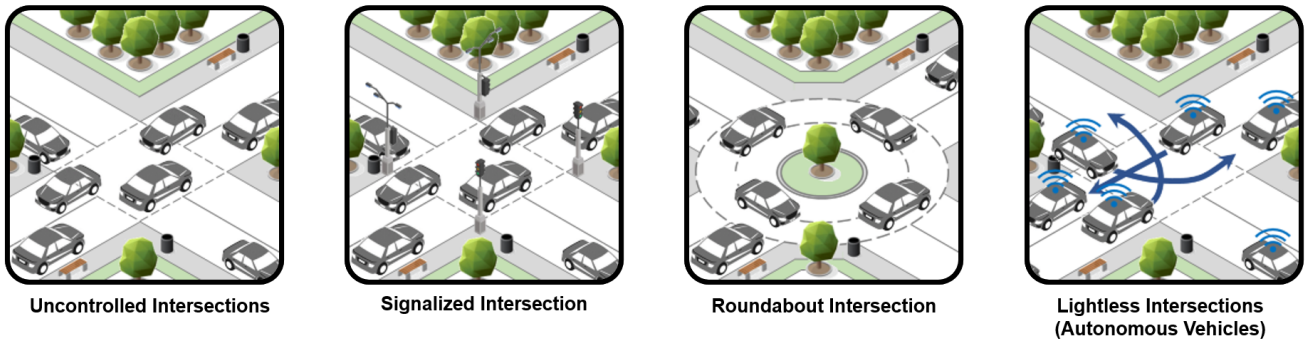 Uncontrolled Intersections
Signalized Intersection
Roundabout Intersection
Lightless Intersections
(Autonomous Vehicles)